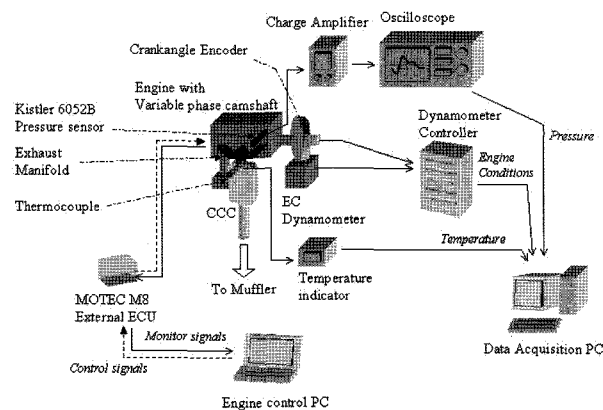 Charge Amplifier
Oscilloscope
Crankangle Encoder
Engine with
Variable phase camshaft
Kistler 6052B
Pressure sensor
Exhaust
Manifold
Thermocouple
CCC
EC
Dynamometer
Dynamometer
Controller
Pressure
Engine
Conditions
Temperature
To Muffler
Temperature
indicator
MOTEC M8
External ECU
Monitor signals
Control signals
Engine control PC
Data Acquisition PC